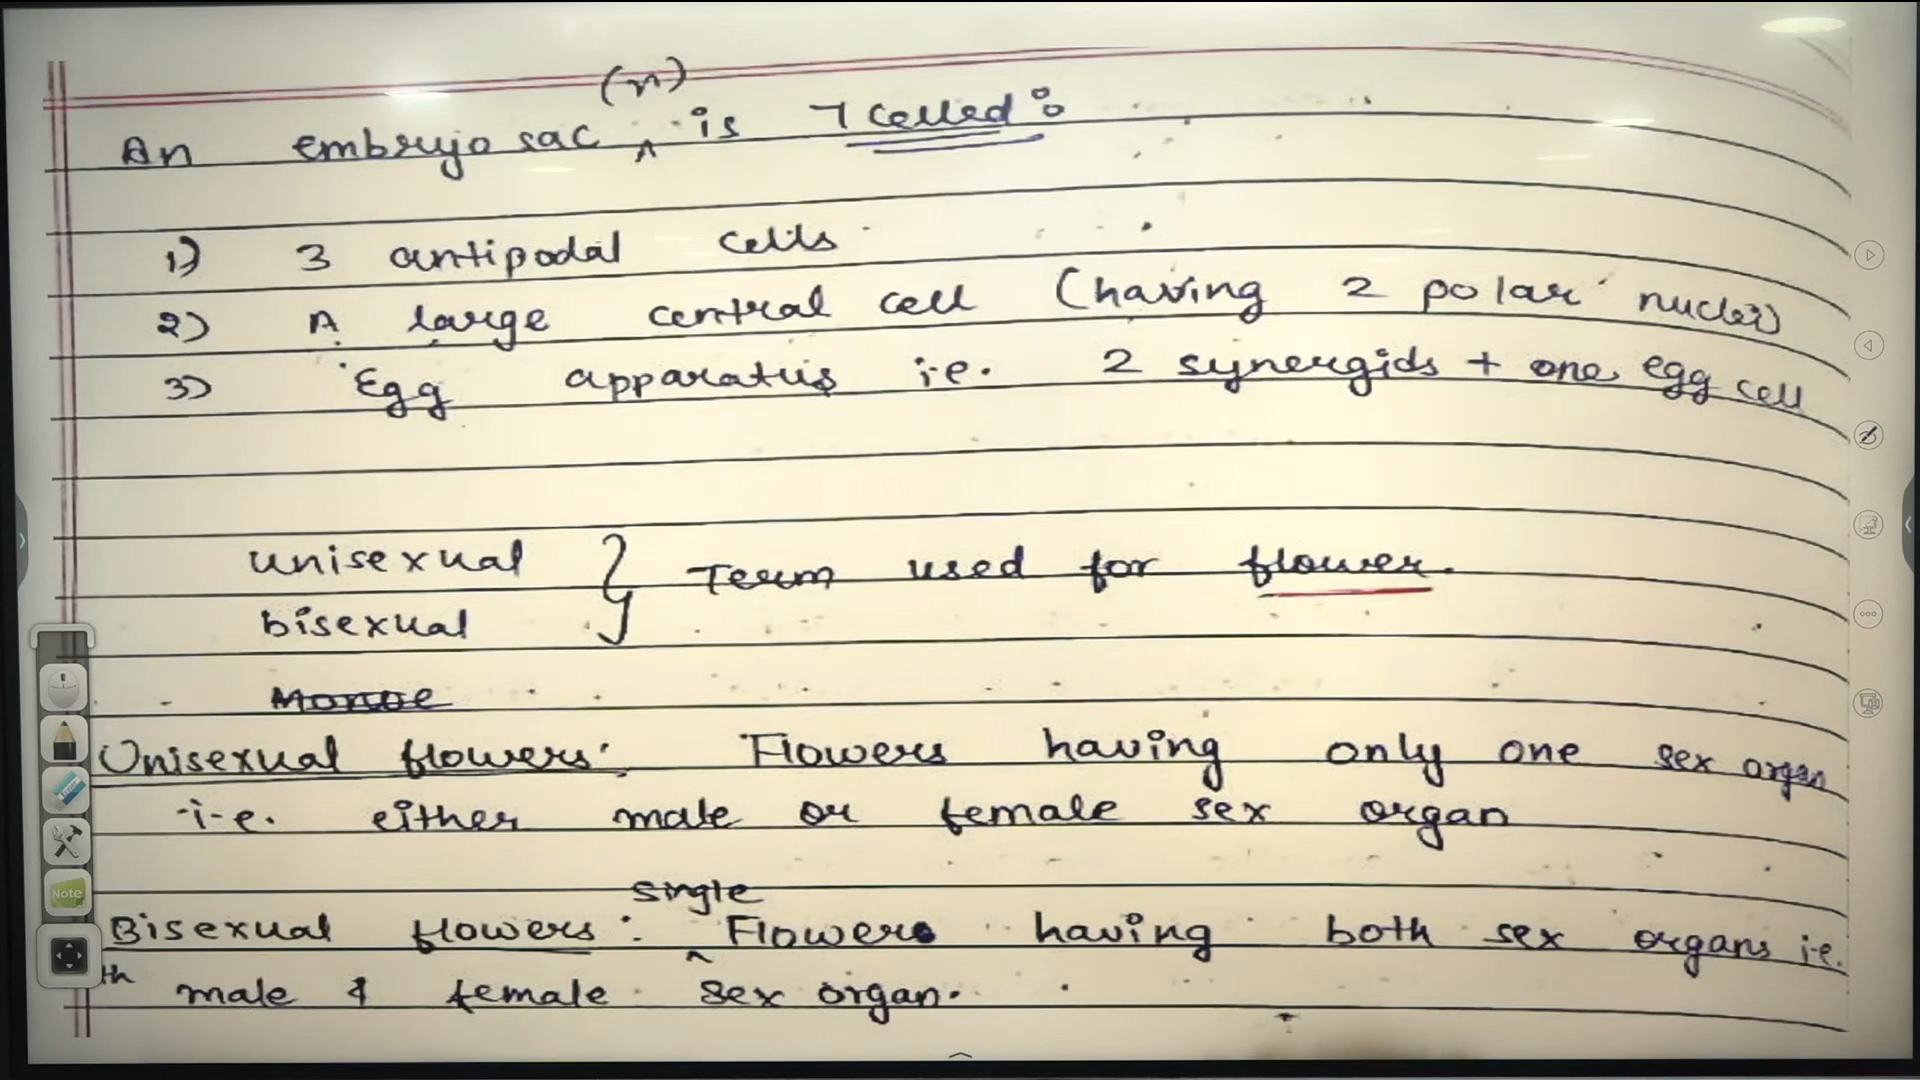 (n)
An embryo sac ^ is 7 celled:
1) 3 antipodal cells
2) A large central cell (having 2 polar nuclei)
3) Egg apparatus i.e. 2 synergids + one egg cell
unisexual
Term used for flower.
bisexual
Unisexual flowers: Flowers having only one sex organ
i.e. either male or female sex organ
single
Bisexual flowers: ^ Flower having both sex organs i.e.
th male & female sex organ.
Note